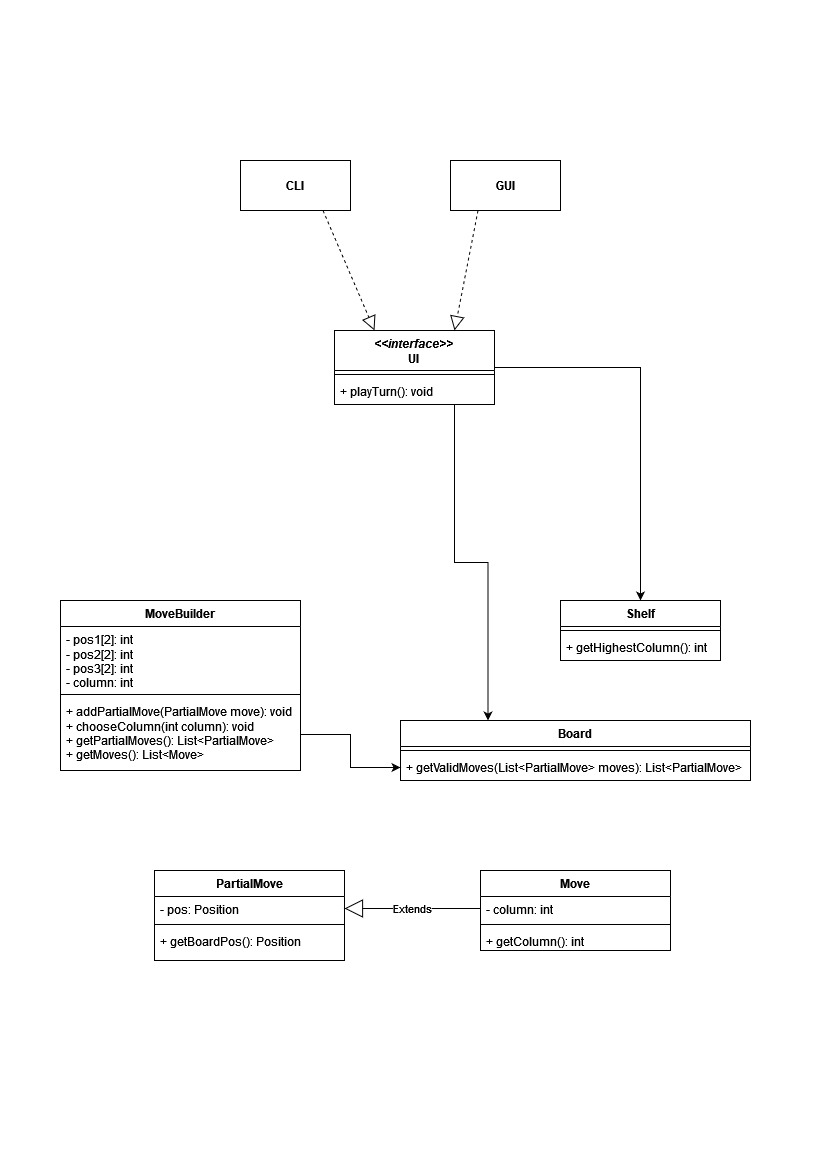 CLI
GUI
<<interface>>
UI
+ playTurn(): void
MoveBuilder
- pos1[2]: int
- pos2[2]: int
- pos3[2]: int
- column: int
+ addPartialMove(PartialMove move): void
+ chooseColumn(int column): void
+ getPartialMoves(): List<PartialMove>
+ getMoves(): List<Move>
Shelf
+ getHighestColumn(): int
Board
+ getValidMoves(List<PartialMove> moves): List<PartialMove>
PartialMove
- pos: Position
+ getBoardPos(): Position
Extends
Move
- column: int
+ getColumn(): int